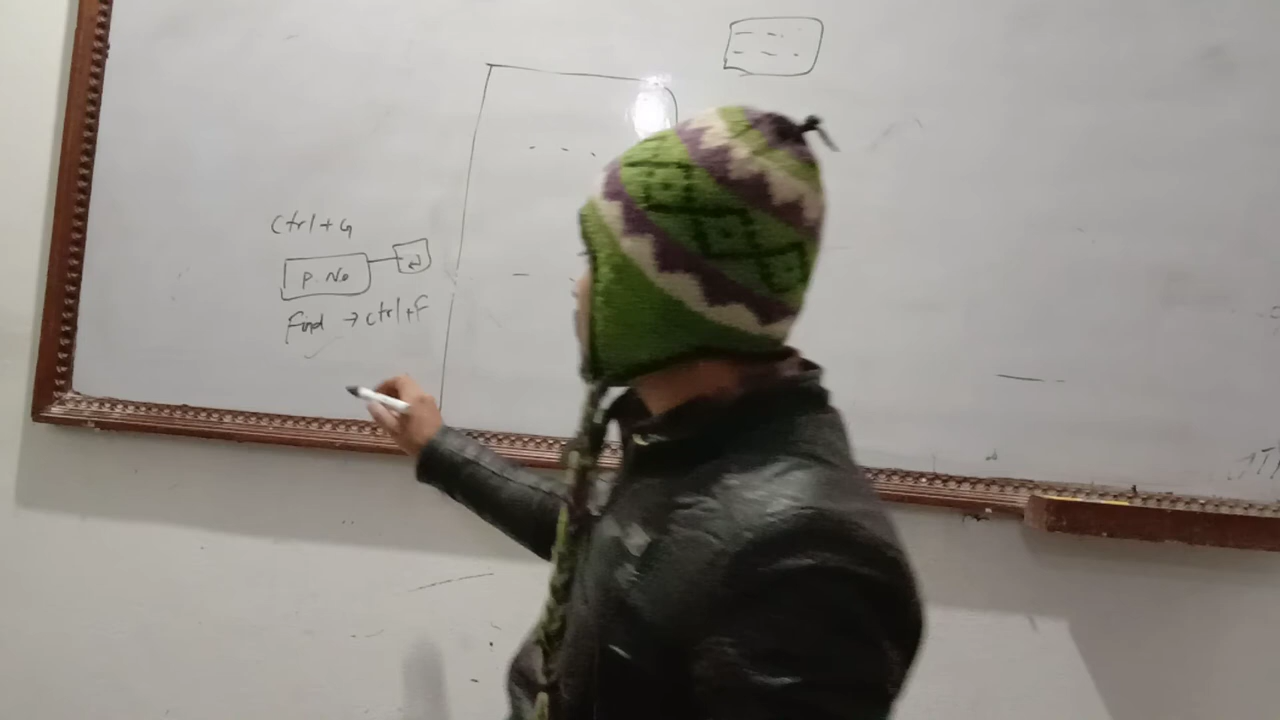 Ctrl+G
P. No ↵
Find → ctrl+F